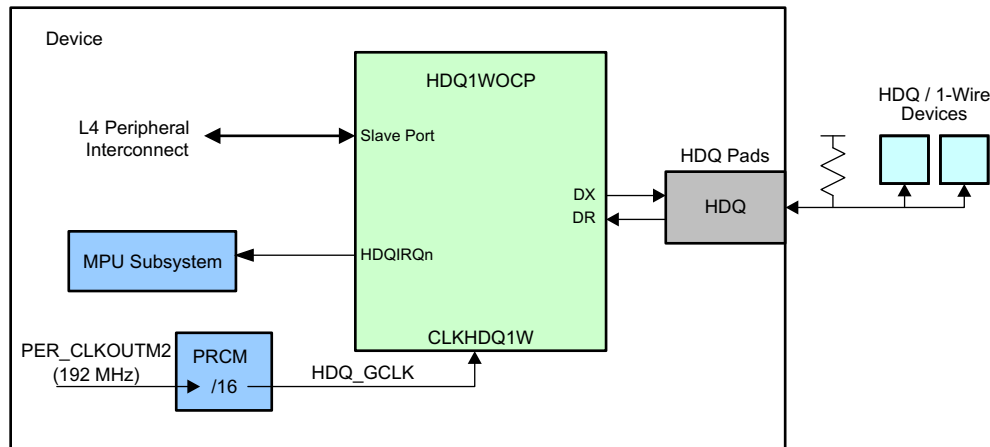 Device
HDQ1WOCP
HDQ / 1-Wire
Devices
L4 Peripheral
Interconnect
Slave Port
HDQ Pads
DX
DR
HDQ
MPU Subsystem
HDQIRQn
CLKHDQ1W
PER_CLKOUTM2
(192 MHz)
PRCM
/16
HDQ_GCLK